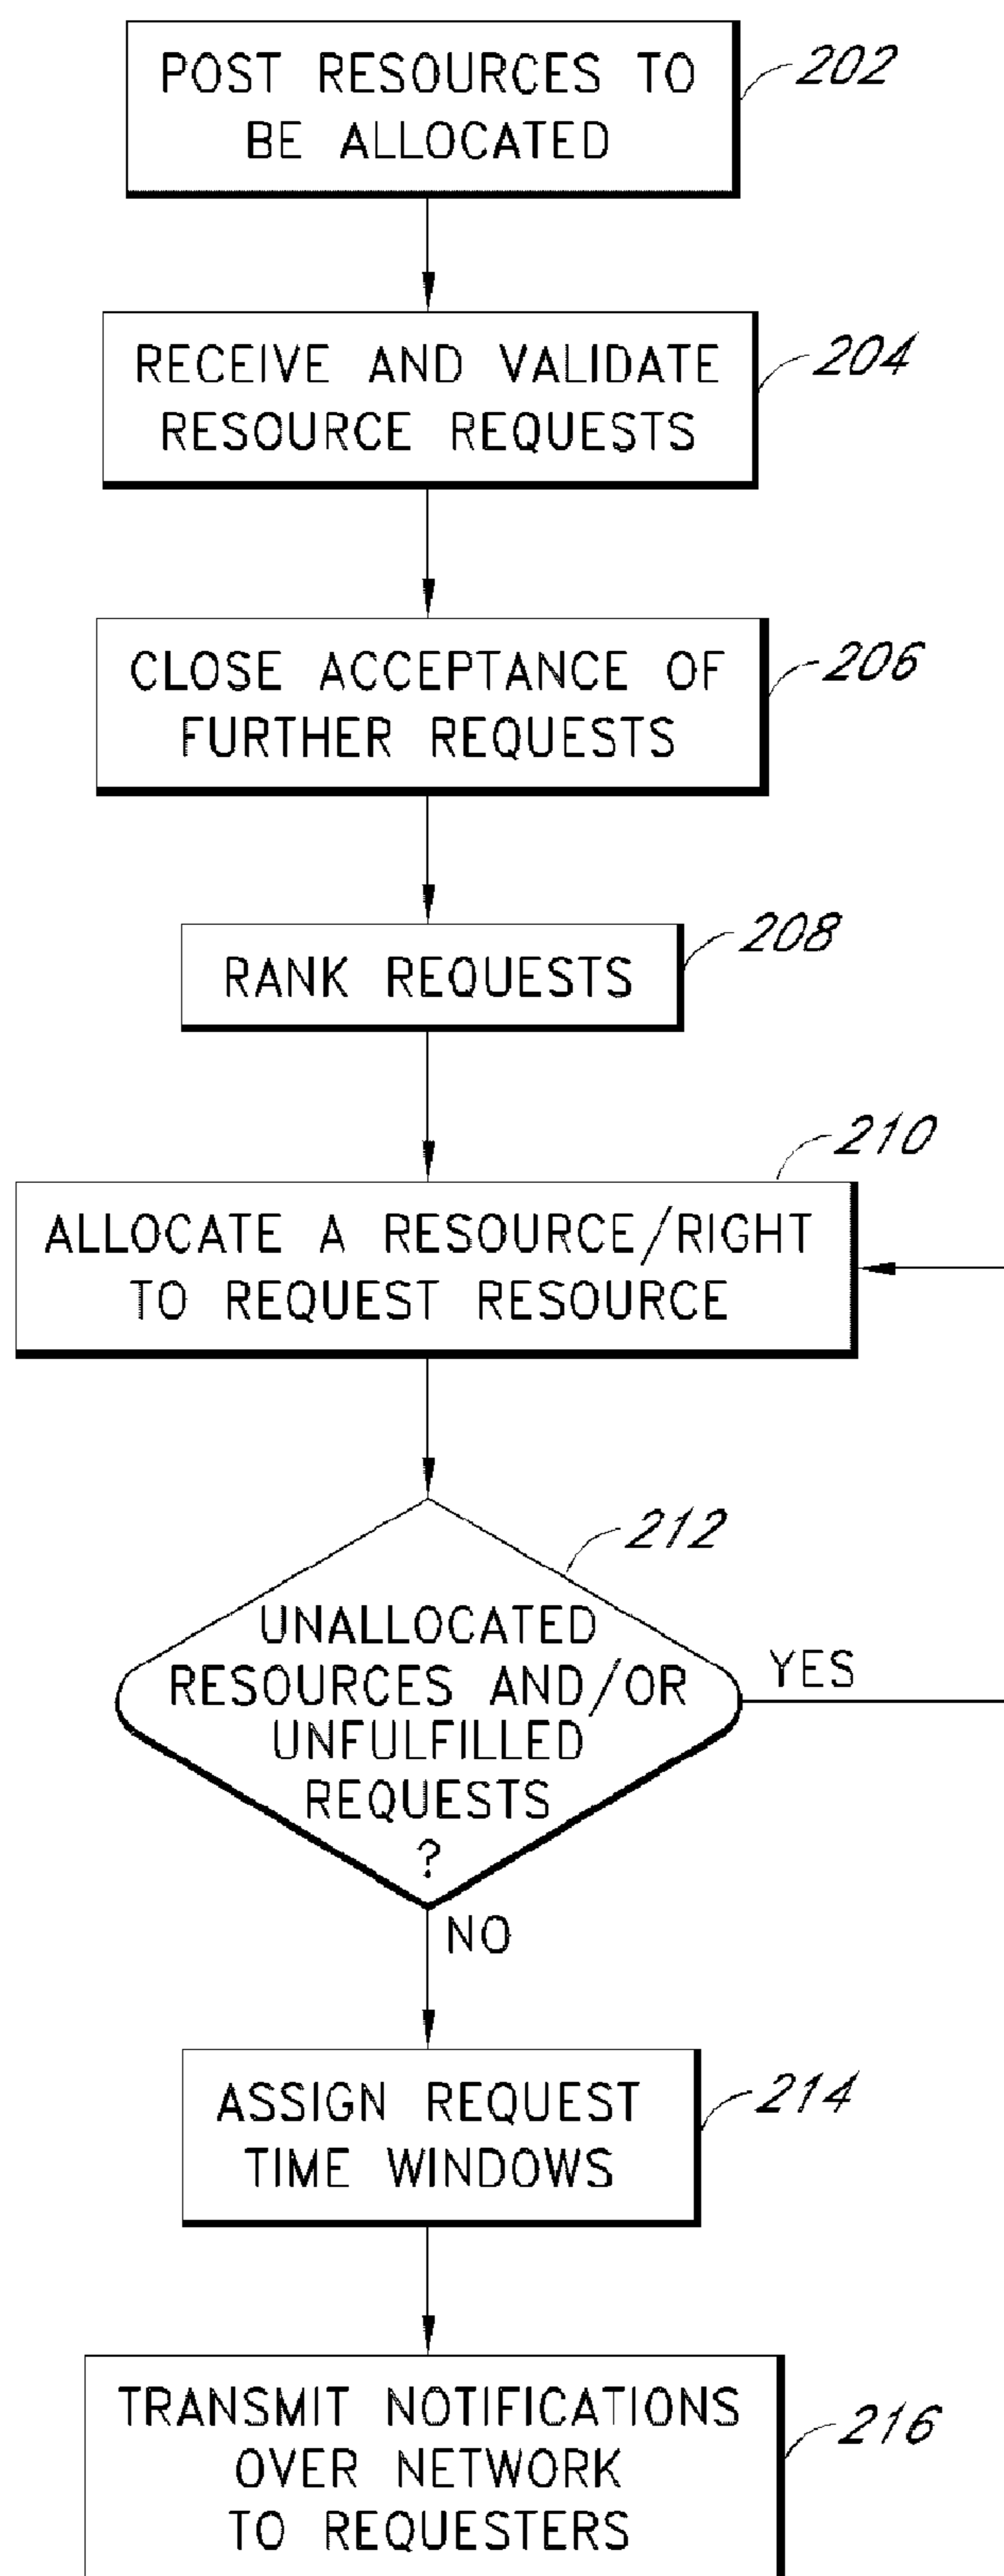 POST RESOURCES TO
BE ALLOCATED
202
RECEIVE AND VALIDATE
RESOURCE REQUESTS
204
CLOSE ACCEPTANCE OF
FURTHER REQUESTS
206
RANK REQUESTS
208
210
ALLOCATE A RESOURCE/RIGHT
TO REQUEST RESOURCE
212
UNALLOCATED
RESOURCES AND/OR
UNFULFILLED
REQUESTS
?
YES
NO
ASSIGN REQUEST
TIME WINDOWS
214
TRANSMIT NOTIFICATIONS
OVER NETWORK
TO REQUESTERS
216